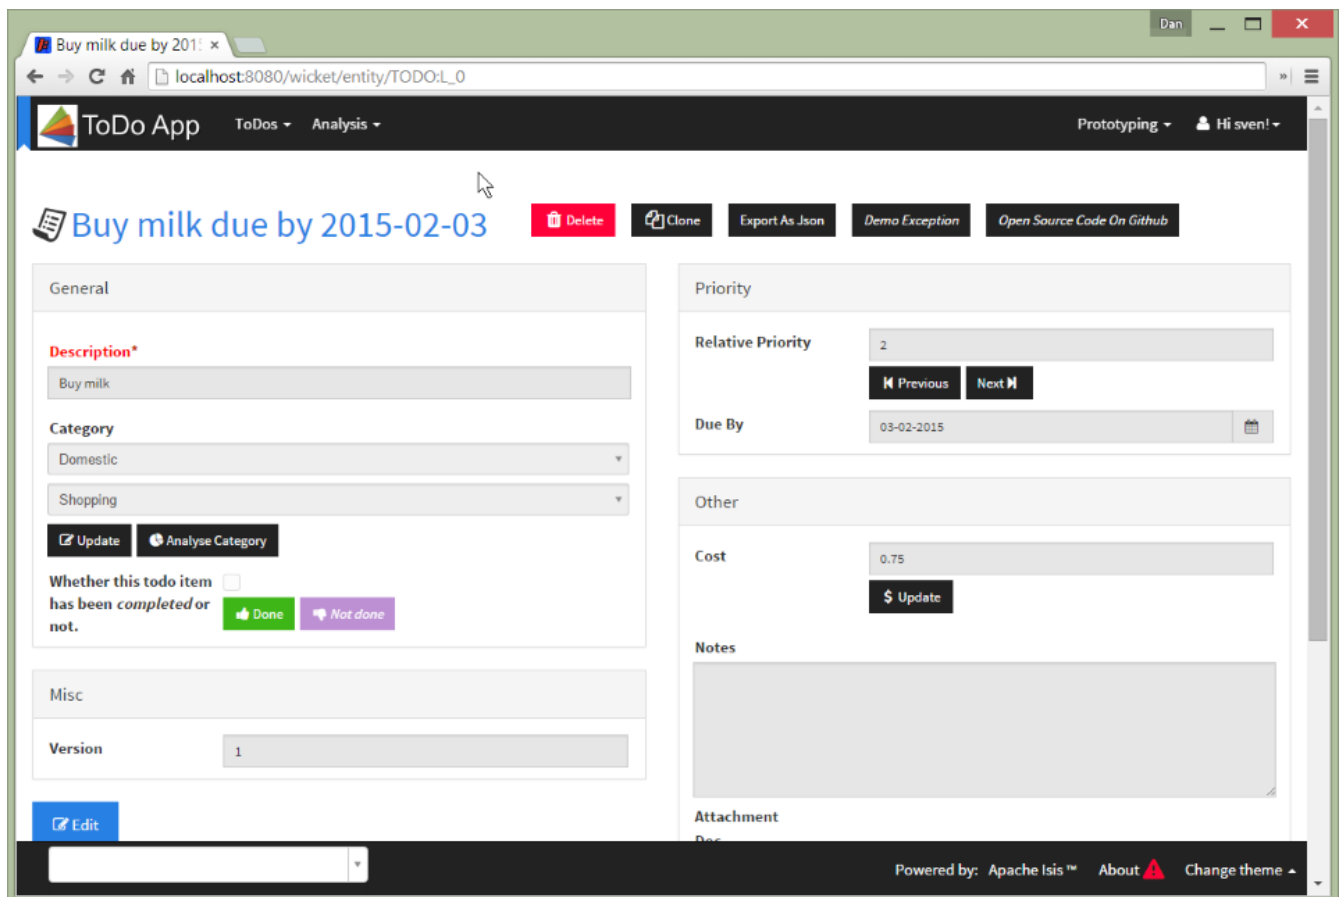 Dan
Buy milk due by 201
localhost:8080/wicket/entity/TODO:L_0
ToDo App ToDos Analysis Prototyping Hi sven!
Buy milk due by 2015-02-03 Delete Clone Export As Json Demo Exception Open Source Code On Github
General
Description*
Buy milk
Category
Domestic
Shopping
Update Analyse Category
Whether this todo item
has been completed or
not.
Done Not done
Misc
Version 1
Edit
Priority
Relative Priority 2
Previous Next
Due By 03-02-2015
Other
Cost 0.75
$ Update
Notes
Attachment
Powered by: Apache Isis™ About Change theme